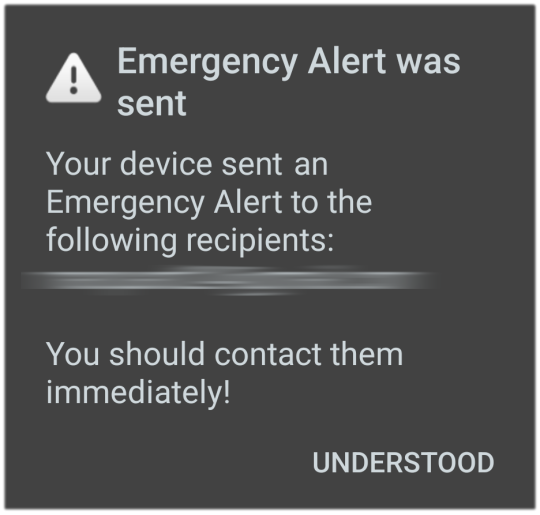 Emergency Alert was
sent
Your device sent an
Emergency Alert to the
following recipients:
You should contact them
immediately!
UNDERSTOOD